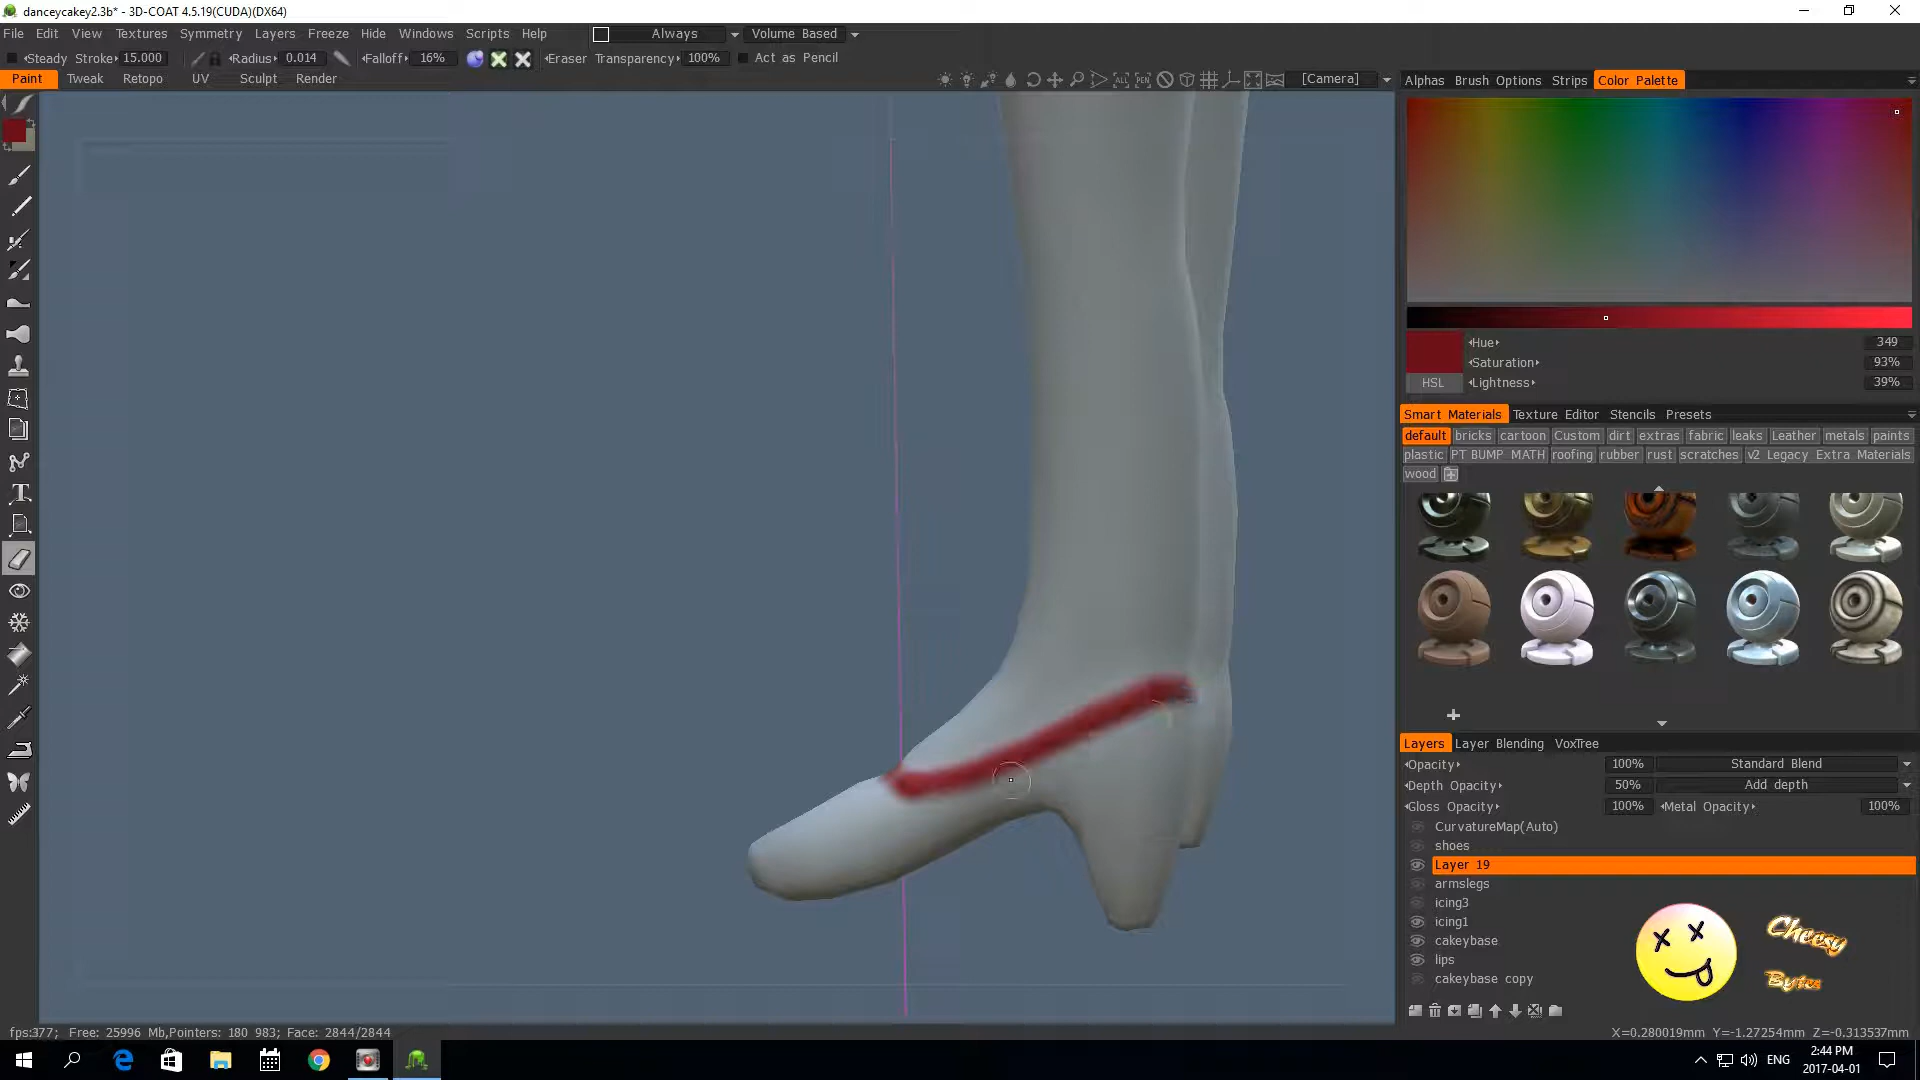 danceycakey2.3b* - 3D-COAT 4.5.19(CUDA)(DX64)
File Edit View Textures Symmetry Layers Freeze Hide Windows Scripts Help Always Volume Based
Steady Stroke 15.000 Radius 0.014 Falloff 16% Eraser Transparency 100% Act as Pencil
Paint Tweak Retopo UV Sculpt Render [Camera]
Alphas Brush Options Strips Color Palette
Hue 349
Saturation 93%
HSL Lightness 39%
Smart Materials Texture Editor Stencils Presets
default bricks cartoon Custom dirt extras fabric leaks Leather metals paints
plastic PT BUMP MATH roofing rubber rust scratches v2 Legacy Extra Materials
wood
Layers Layer Blending VoxTree
Opacity 100% Standard Blend
Depth Opacity 50% Add depth
Gloss Opacity 100% Metal Opacity 100%
CurvatureMap(Auto)
shoes
Layer 19
armslegs
icing3
icing1
cakeybase
lips
cakeybase copy
Cheesy
Bytes
fps:377; Free: 25996 Mb,Pointers: 180 983; Face: 2844/2844
X=0.280019mm Y=-1.27254mm Z=-0.313537mm
ENG
2:44 PM
2017-04-01